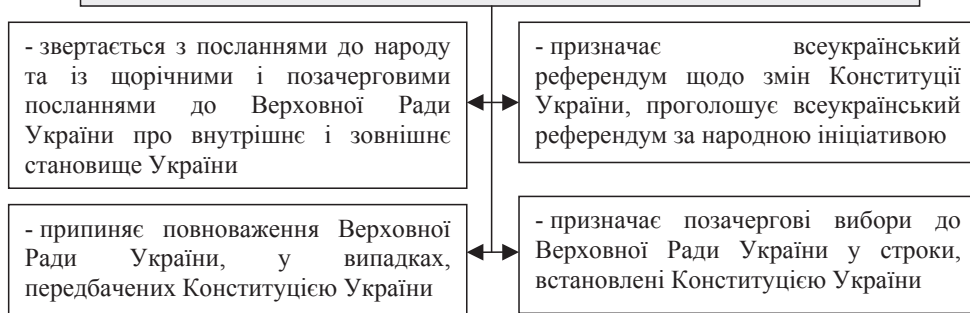 - звертається з посланнями до народу
та із щорічними і позачерговими
посланнями до Верховної Ради
України про внутрішнє і зовнішнє
становище України
- призначає всеукраїнський
референдум щодо змін Конституції
України, проголошує всеукраїнський
референдум за народною ініціативою
- припиняє повноваження Верховної
Ради України, у випадках,
передбачених Конституцією України
- призначає позачергові вибори до
Верховної Ради України у строки,
встановлені Конституцією України